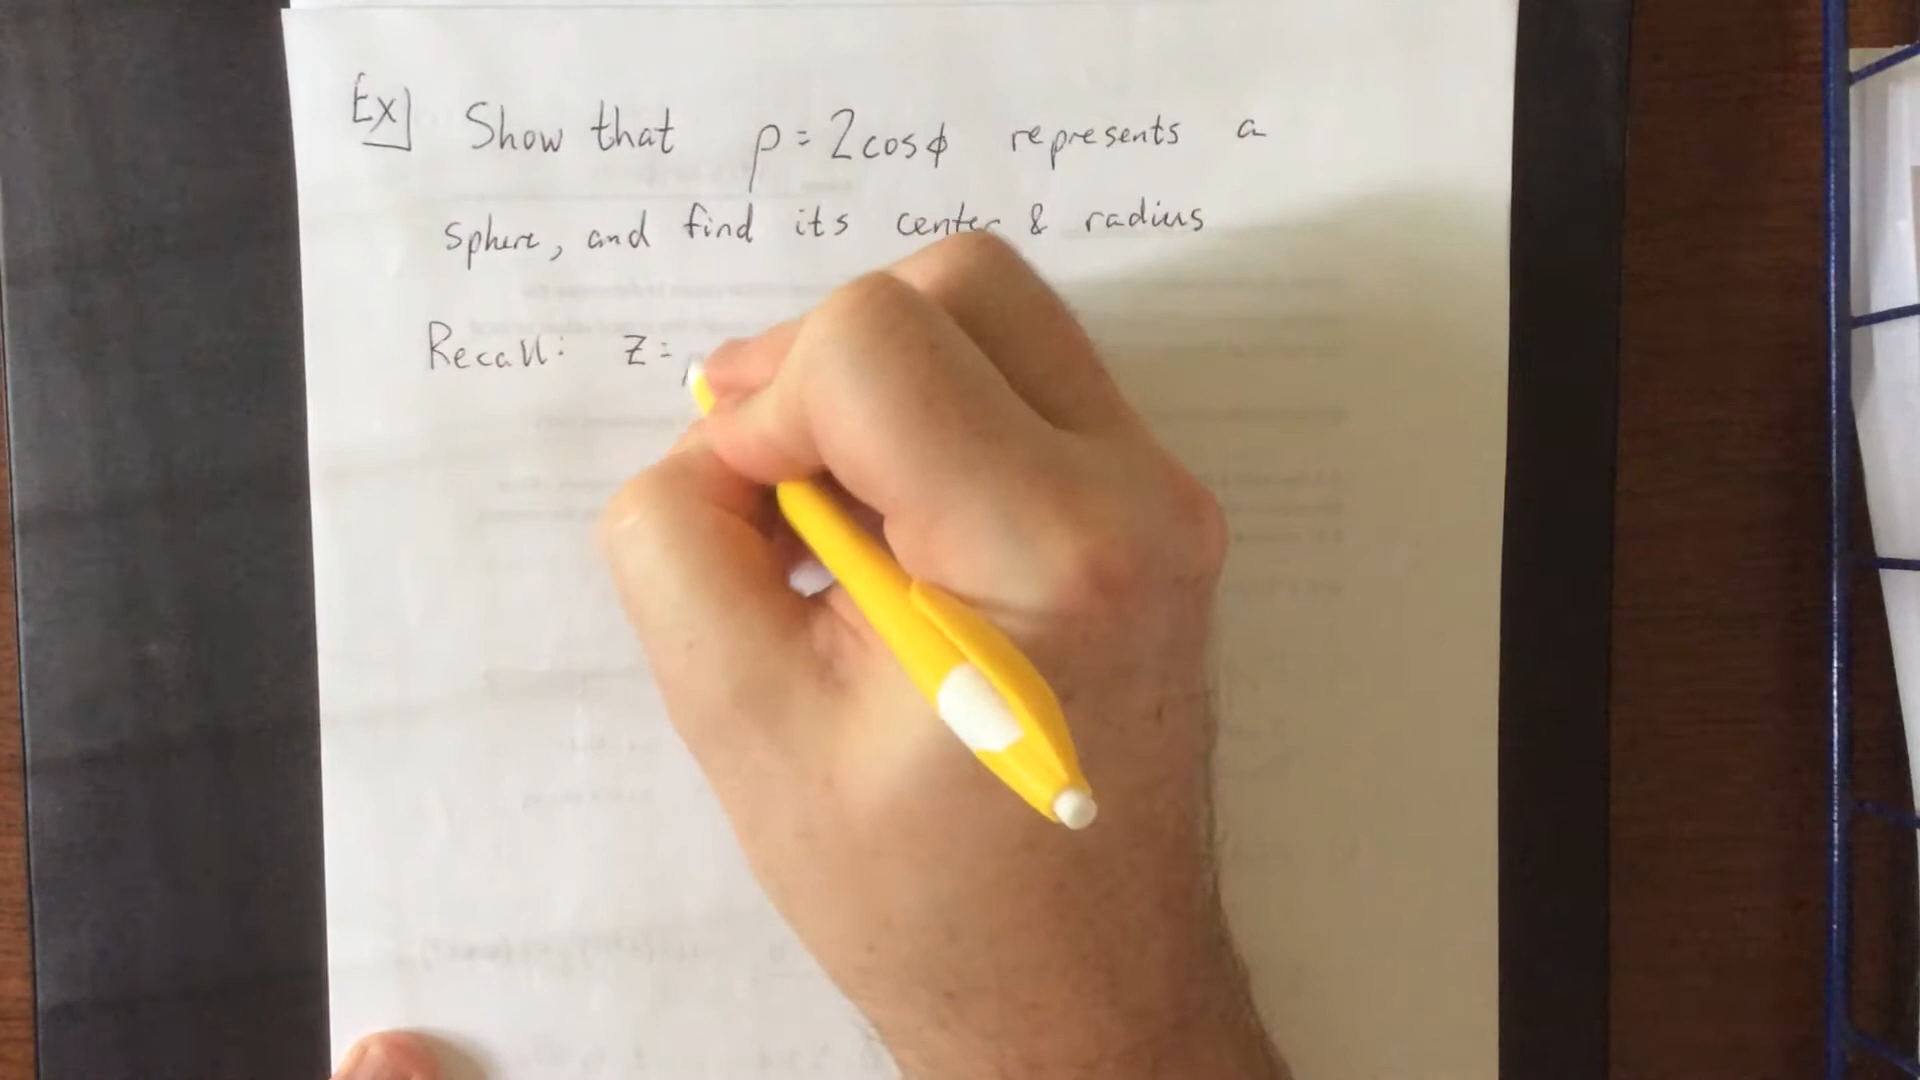 Ex] Show that ρ = 2cosϕ represents a
sphere, and find its center & radius
Recall: z =